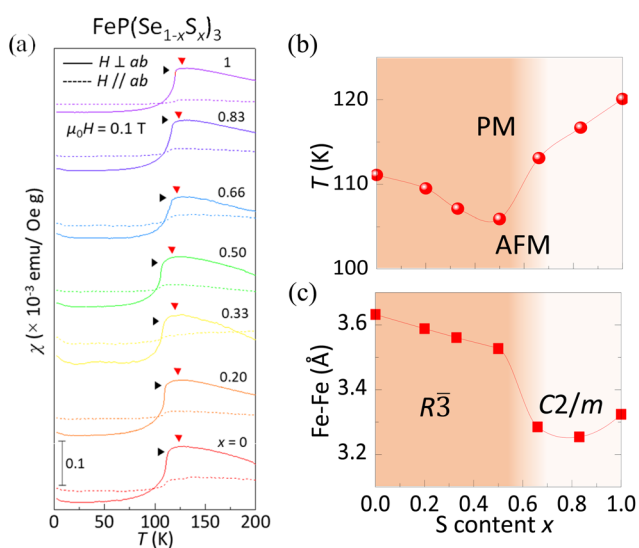 FeP(Se1-xSx)3
(a)
H ⊥ ab
H // ab
μ0H = 0.1 T
1
0.83
0.66
0.50
0.33
0.20
x = 0
0.1
χ (× 10-3 emu/ Oe g)
0 50 100 150 200
T (K)
(b)
120
110
100
T (K)
PM
AFM
(c)
3.6
3.4
3.2
Fe-Fe (Å)
R3̅
C2/m
0.0 0.2 0.4 0.6 0.8 1.0
S content x